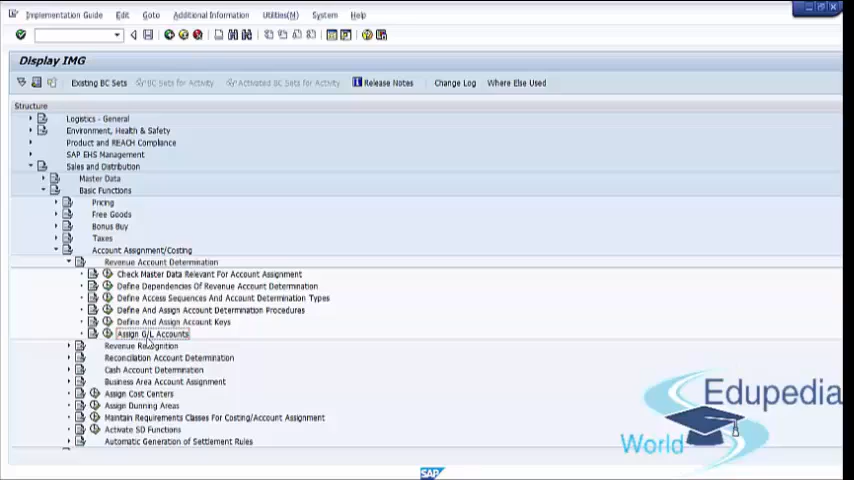 Implementation Guide Edit Goto Additional Information Utilities(M) System Help
Display IMG
Existing BC Sets BC Sets for Activity Activated BC Sets for Activity Release Notes Change Log Where Else Used
Structure
Logistics - General
Environment, Health & Safety
Product and REACH Compliance
SAP EHS Management
Sales and Distribution
Master Data
Basic Functions
Pricing
Free Goods
Bonus Buy
Taxes
Account Assignment/Costing
Revenue Account Determination
Check Master Data Relevant For Account Assignment
Define Dependencies Of Revenue Account Determination
Define Access Sequences And Account Determination Types
Define And Assign Account Determination Procedures
Define And Assign Account Keys
Assign G/L Accounts
Revenue Recognition
Reconciliation Account Determination
Cash Account Determination
Business Area Account Assignment
Assign Cost Centers
Assign Dunning Areas
Maintain Requirements Classes For Costing/Account Assignment
Activate SD Functions
Automatic Generation of Settlement Rules
Edupedia
World
SAP